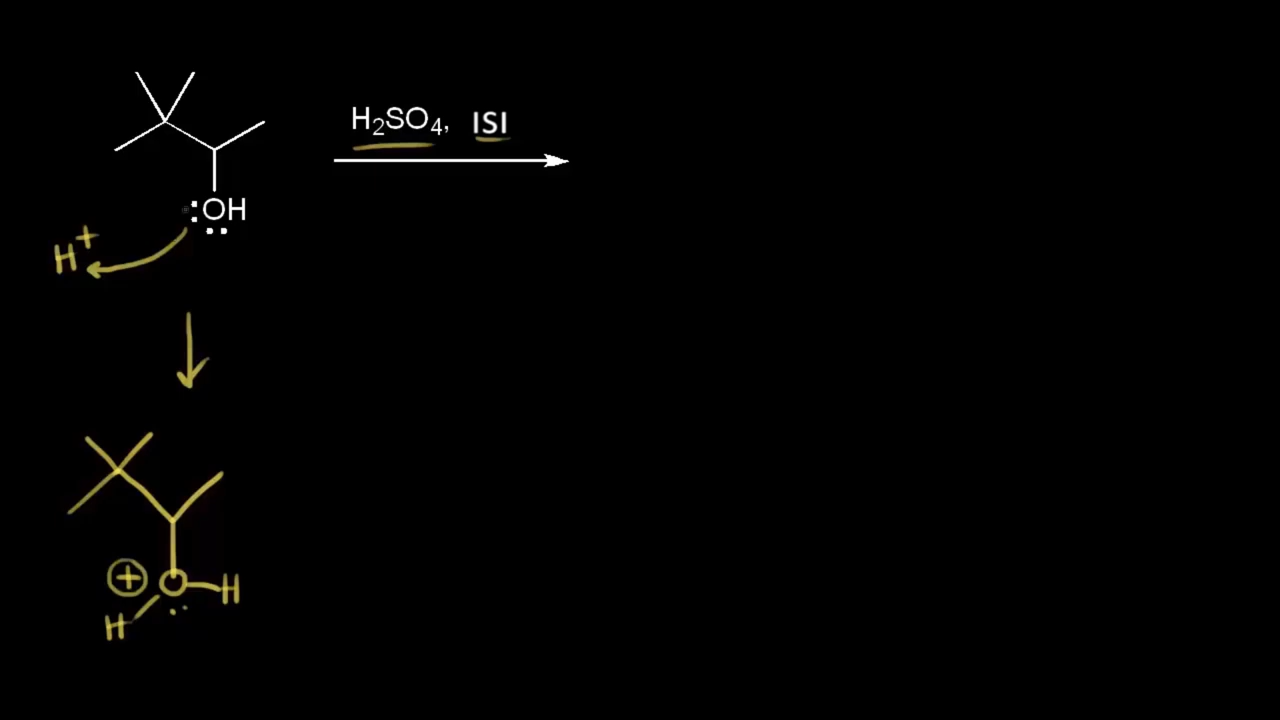 H₂SO₄, ISI
:OH
H⁺
⊕ O H
H